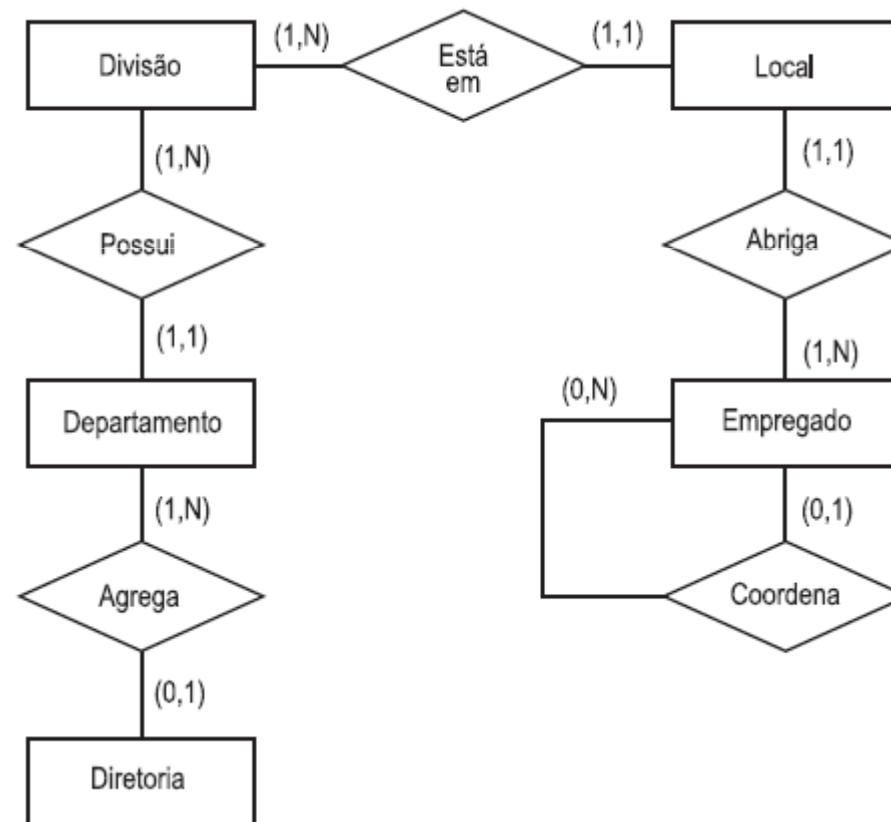 Divisão
(1,N)
Está
em
(1,1)
Local
(1,N)
(1,1)
Possui
Abriga
(1,1)
(1,N)
Departamento
(0,N)
Empregado
(1,N)
(0,1)
Agrega
Coordena
(0,1)
Diretoria